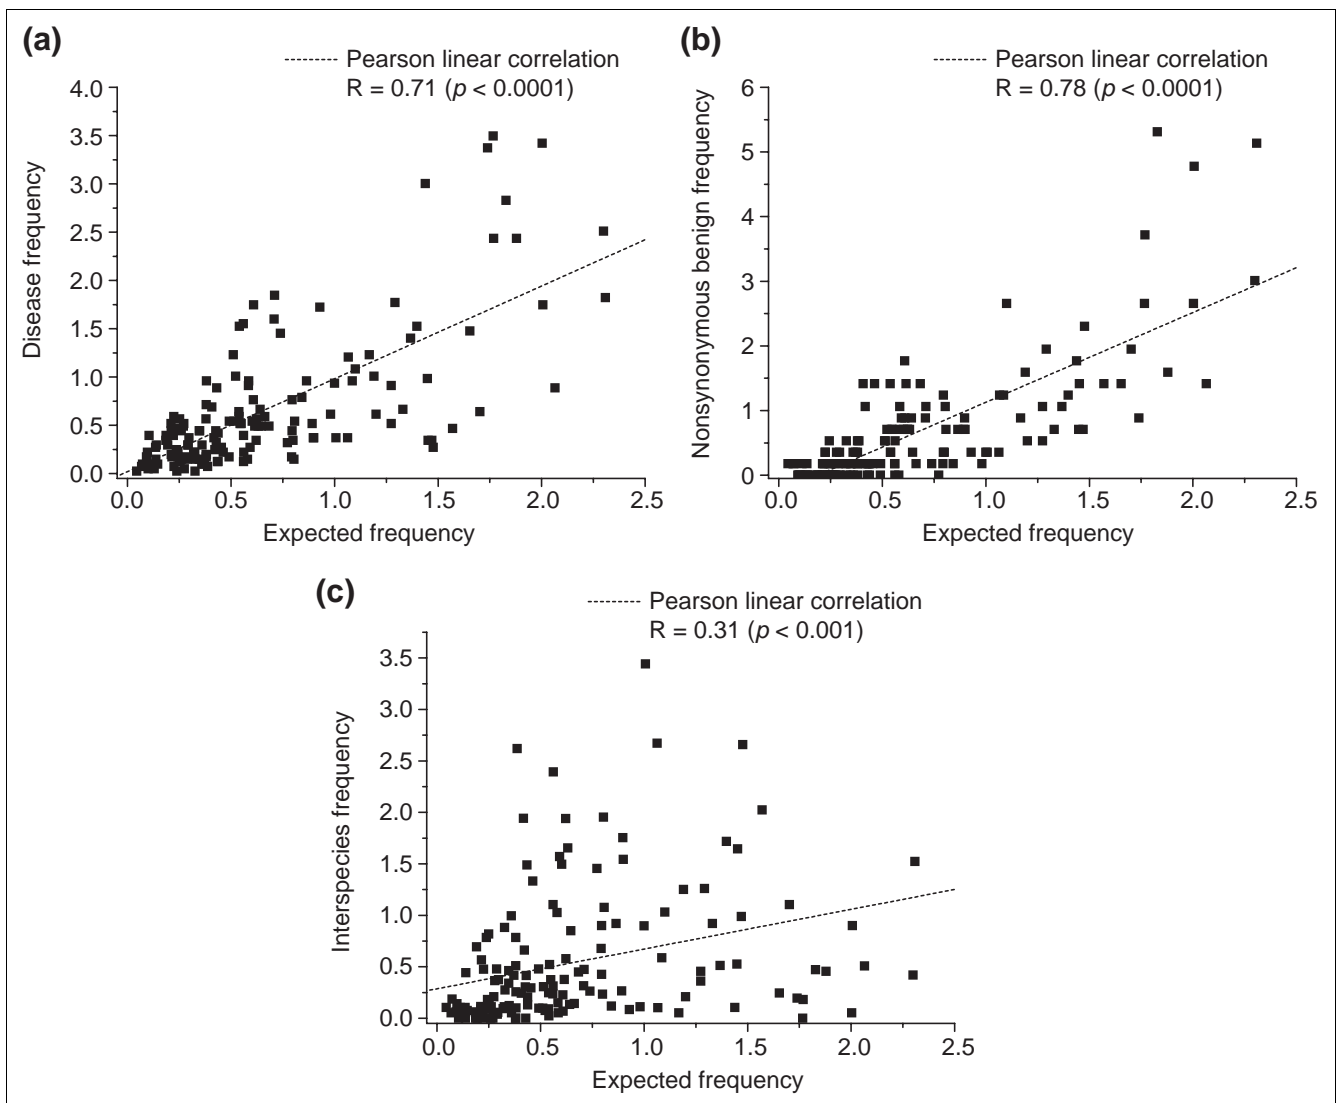 (a)
Pearson linear correlation
R = 0.71 (p < 0.0001)
Disease frequency
4.0
3.5
3.0
2.5
2.0
1.5
1.0
0.5
0.0
0.0 0.5 1.0 1.5 2.0 2.5
Expected frequency
(b)
Pearson linear correlation
R = 0.78 (p < 0.0001)
Nonsynonymous benign frequency
6
5
4
3
2
1
0
0.0 0.5 1.0 1.5 2.0 2.5
Expected frequency
(c)
Pearson linear correlation
R = 0.31 (p < 0.001)
Interspecies frequency
3.5
3.0
2.5
2.0
1.5
1.0
0.5
0.0
0.0 0.5 1.0 1.5 2.0 2.5
Expected frequency